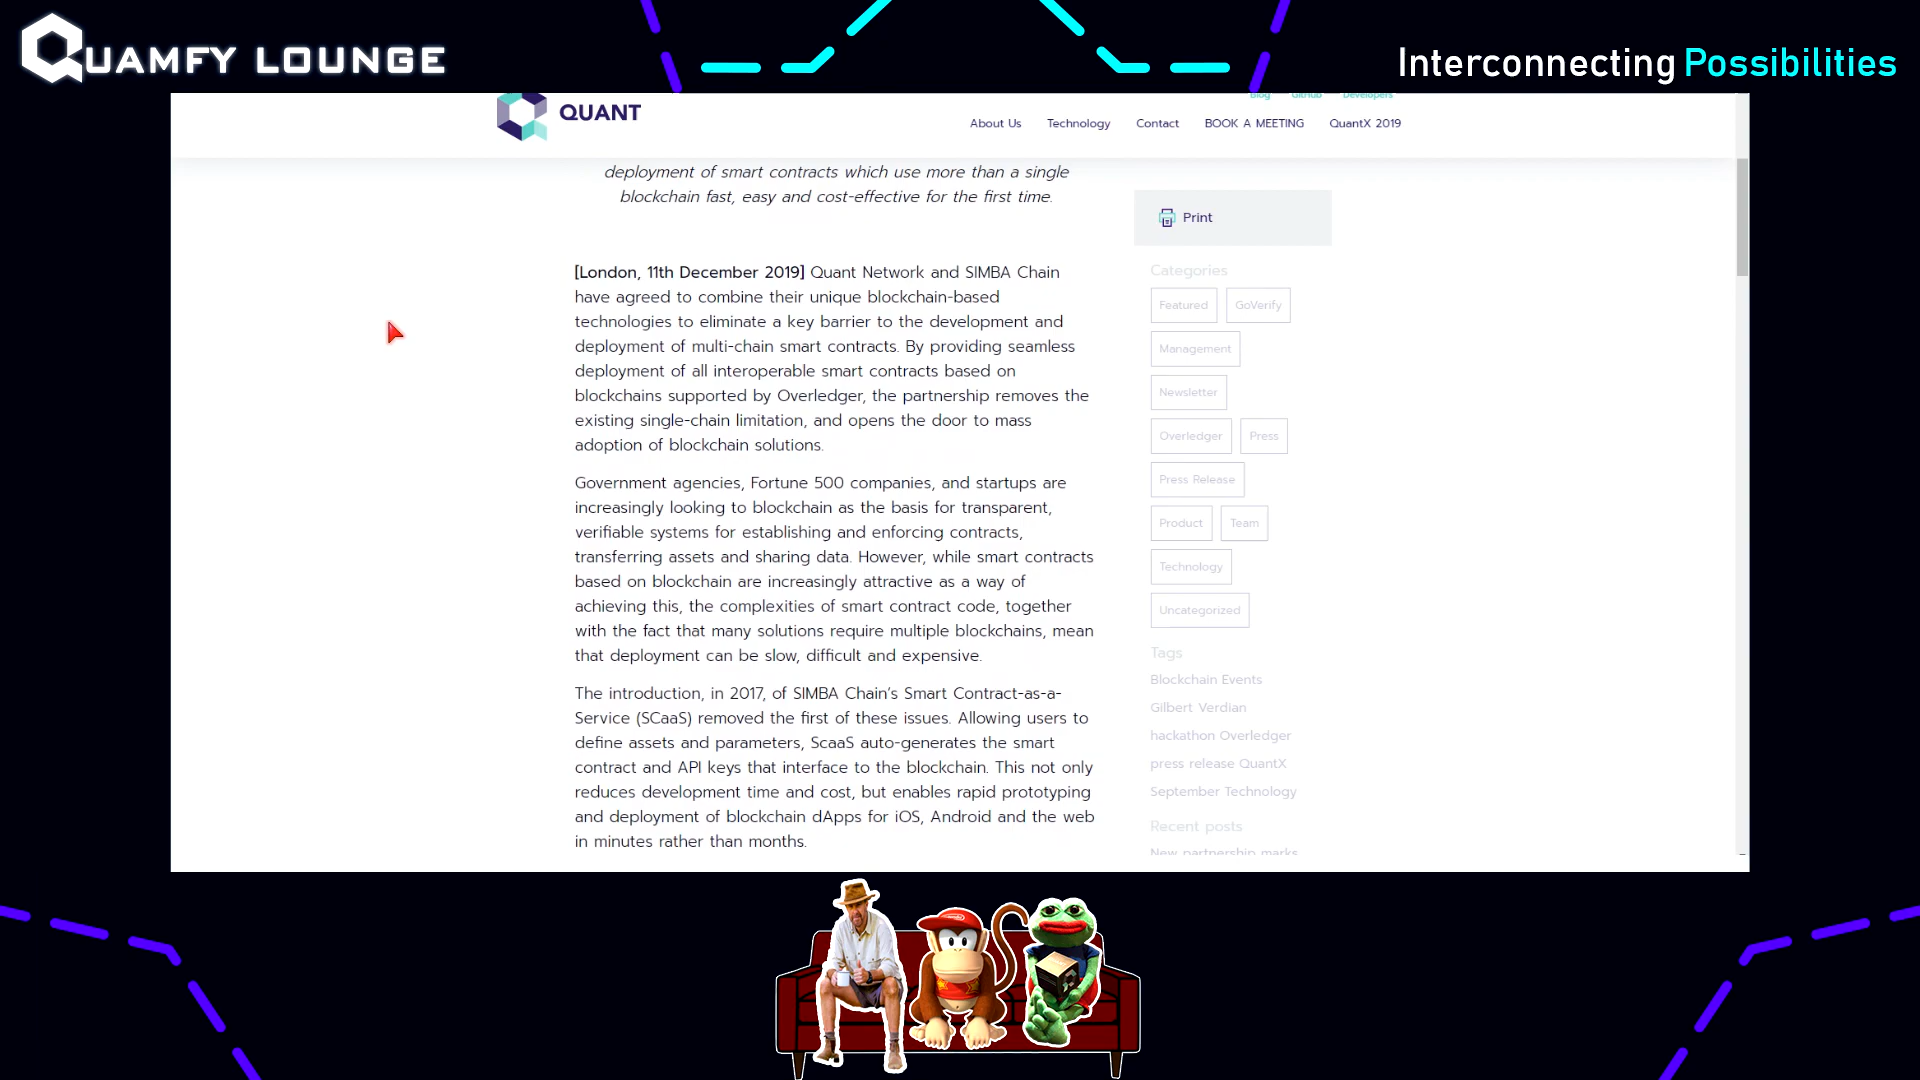 QUAMFY LOUNGE
Interconnecting Possibilities
QUANT
Blog GitHub Developers
About Us Technology Contact BOOK A MEETING QuantX 2019
deployment of smart contracts which use more than a single
blockchain fast, easy and cost-effective for the first time.
[London, 11th December 2019] Quant Network and SIMBA Chain
have agreed to combine their unique blockchain-based
technologies to eliminate a key barrier to the development and
deployment of multi-chain smart contracts. By providing seamless
deployment of all interoperable smart contracts based on
blockchains supported by Overledger, the partnership removes the
existing single-chain limitation, and opens the door to mass
adoption of blockchain solutions.
Government agencies, Fortune 500 companies, and startups are
increasingly looking to blockchain as the basis for transparent,
verifiable systems for establishing and enforcing contracts,
transferring assets and sharing data. However, while smart contracts
based on blockchain are increasingly attractive as a way of
achieving this, the complexities of smart contract code, together
with the fact that many solutions require multiple blockchains, mean
that deployment can be slow, difficult and expensive.
The introduction, in 2017, of SIMBA Chain’s Smart Contract-as-a-
Service (SCaaS) removed the first of these issues. Allowing users to
define assets and parameters, ScaaS auto-generates the smart
contract and API keys that interface to the blockchain. This not only
reduces development time and cost, but enables rapid prototyping
and deployment of blockchain dApps for iOS, Android and the web
in minutes rather than months.
Print
Categories
Featured GoVerify
Management
Newsletter
Overledger Press
Press Release
Product Team
Technology
Uncategorized
Tags
Blockchain Events
Gilbert Verdian
hackathon Overledger
press release QuantX
September Technology
Recent posts
New partnership marks